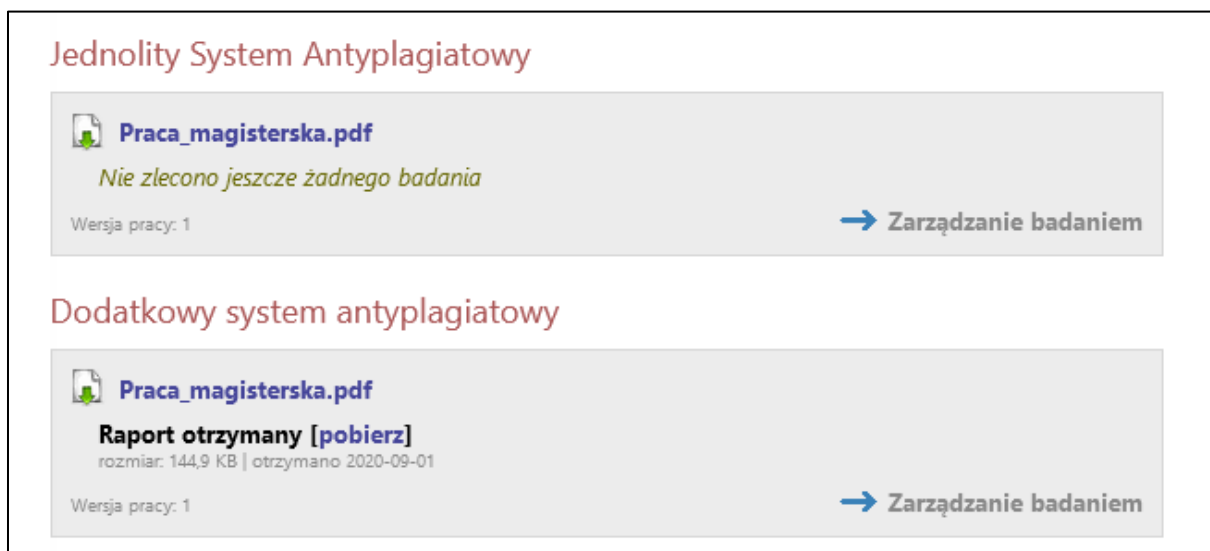 Jednolity System Antyplagiatowy
Praca_magisterska.pdf
Nie zlecono jeszcze żadnego badania
Wersja pracy: 1
→ Zarządzanie badaniem
Dodatkowy system antyplagiatowy
Praca_magisterska.pdf
Raport otrzymany [pobierz]
rozmiar: 144,9 KB | otrzymano 2020-09-01
Wersja pracy: 1
→ Zarządzanie badaniem